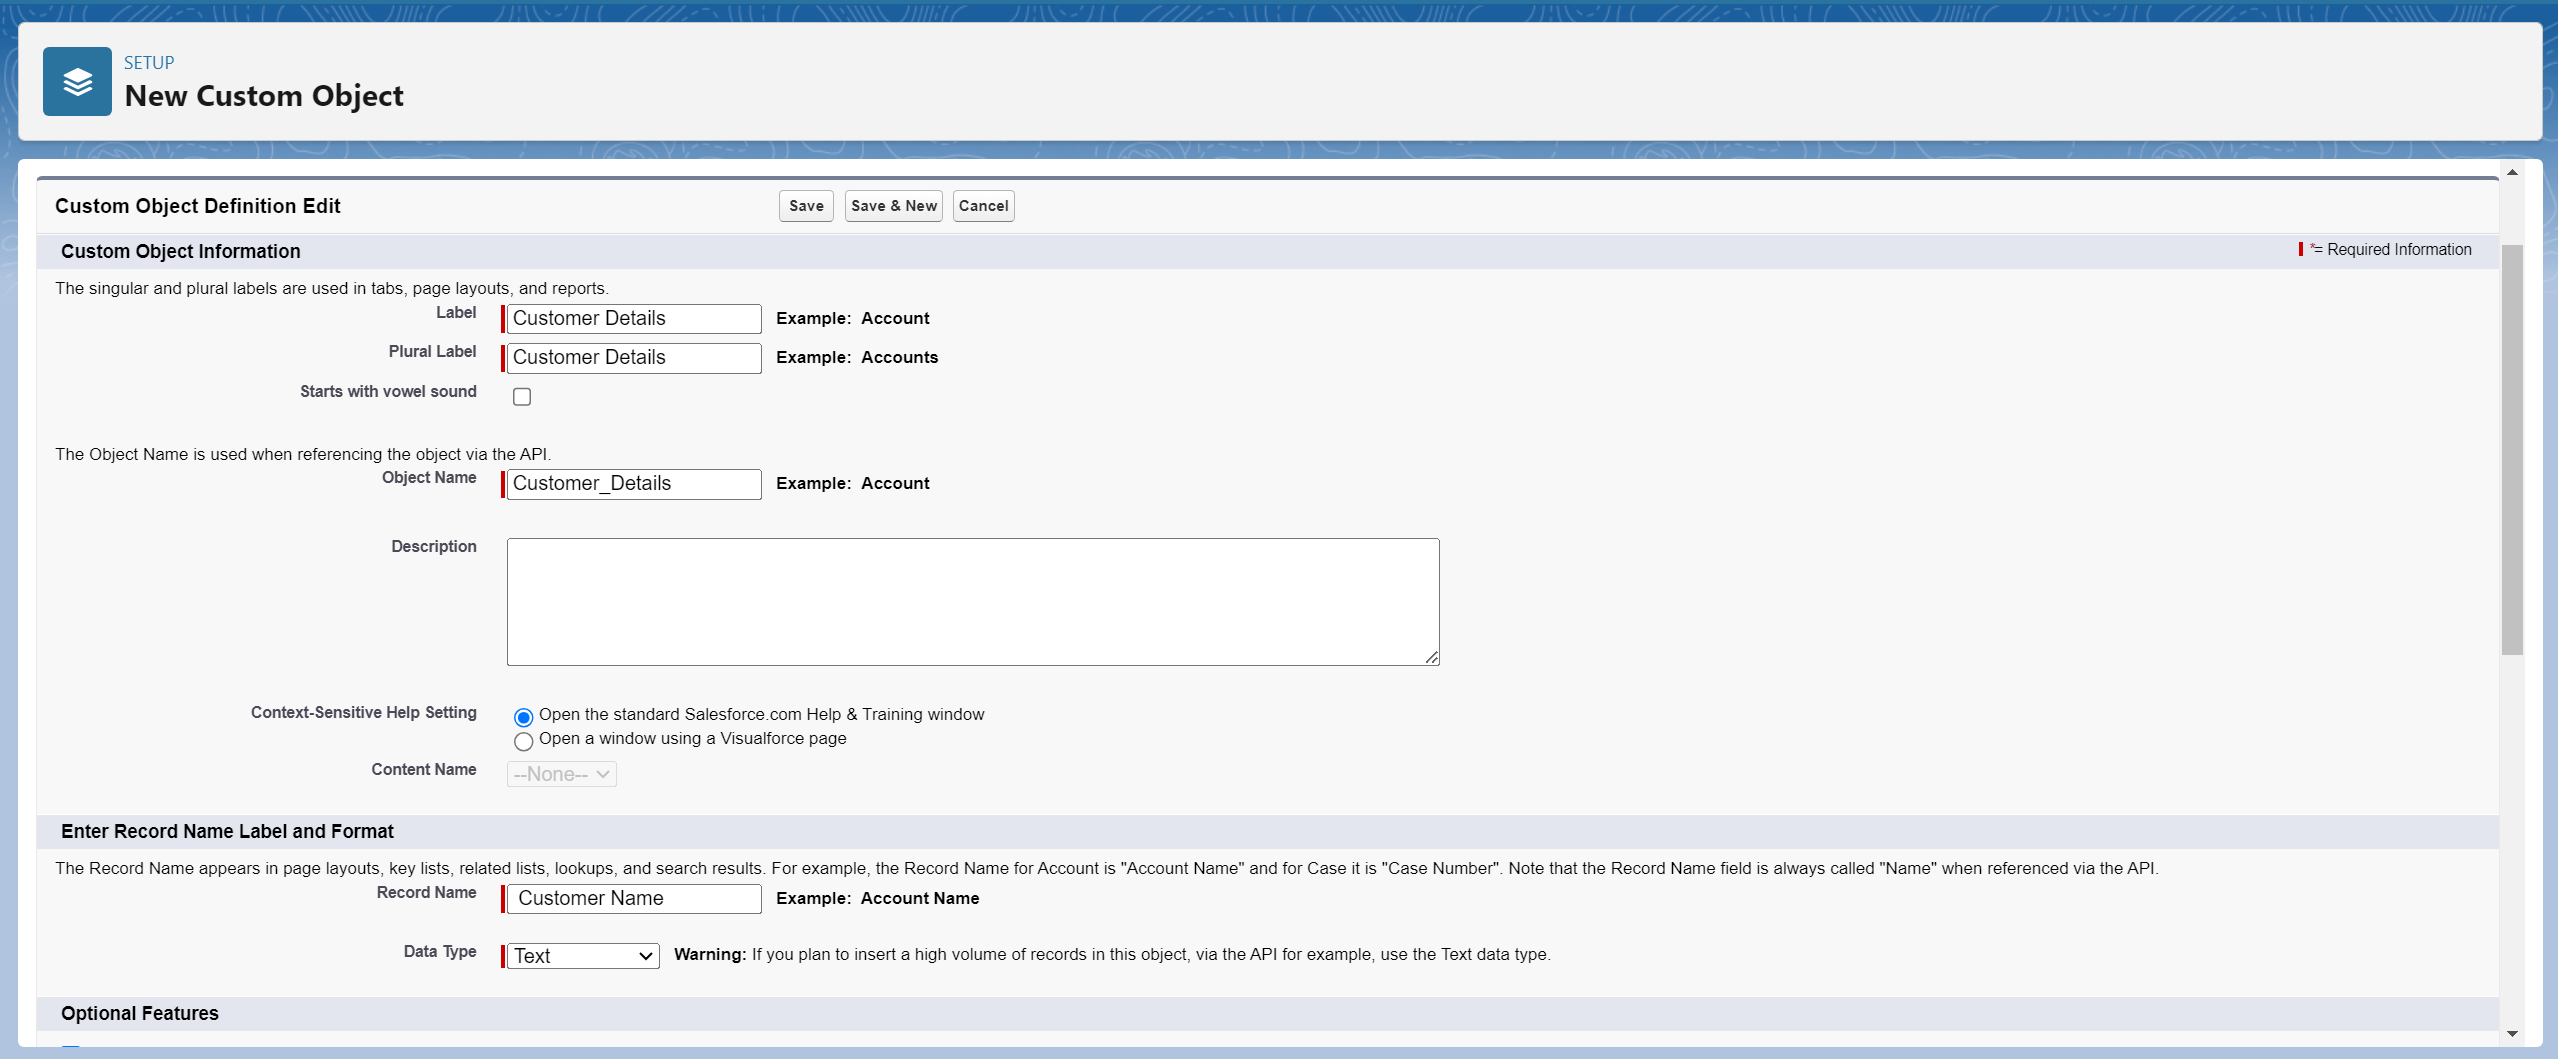 SETUP
New Custom Object
Custom Object Definition Edit
Save
Save & New
Cancel
Custom Object Information
*= Required Information
The singular and plural labels are used in tabs, page layouts, and reports.
Label
Customer Details
Example: Account
Plural Label
Customer Details
Example: Accounts
Starts with vowel sound
The Object Name is used when referencing the object via the API.
Object Name
Customer_Details
Example: Account
Description
Context-Sensitive Help Setting
Open the standard Salesforce.com Help & Training window
Open a window using a Visualforce page
Content Name
--None--
Enter Record Name Label and Format
The Record Name appears in page layouts, key lists, related lists, lookups, and search results. For example, the Record Name for Account is "Account Name" and for Case it is "Case Number". Note that the Record Name field is always called "Name" when referenced via the API.
Record Name
Customer Name
Example: Account Name
Data Type
Text
Warning: If you plan to insert a high volume of records in this object, via the API for example, use the Text data type.
Optional Features